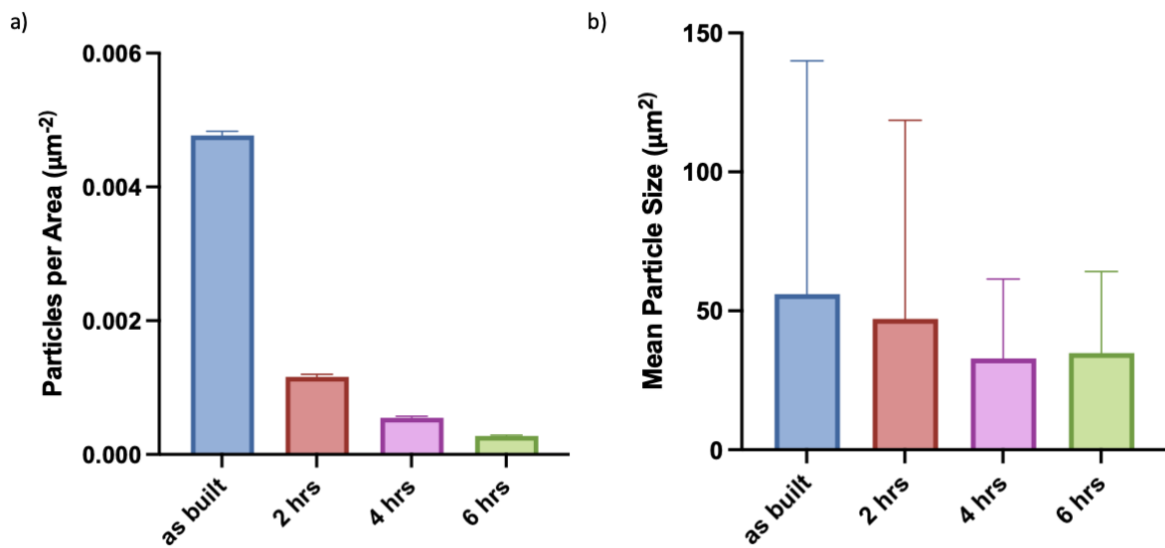 a)
Particles per Area (µm⁻²)
0.006
0.004
0.002
0.000
as built
2 hrs
4 hrs
6 hrs
b)
Mean Particle Size (µm²)
150
100
50
0
as built
2 hrs
4 hrs
6 hrs